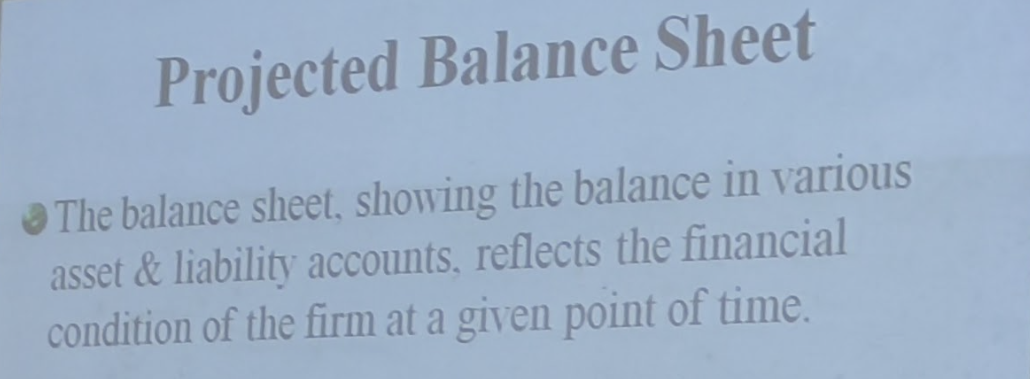 Projected Balance Sheet
The balance sheet, showing the balance in various
asset & liability accounts, reflects the financial
condition of the firm at a given point of time.